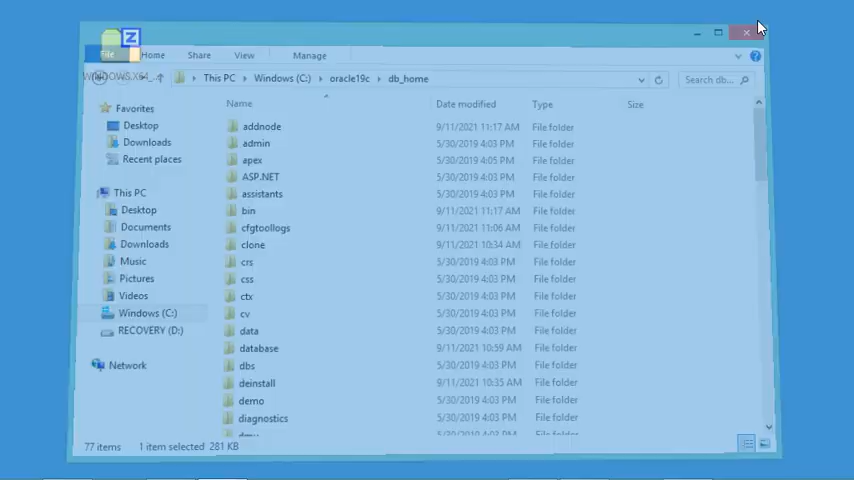 File Home Share View Manage
This PC Windows (C:) oracle19c db_home Search db...
Name Date modified Type Size
Favorites
Desktop
Downloads
Recent places
This PC
Desktop
Documents
Downloads
Music
Pictures
Videos
Windows (C:)
RECOVERY (D:)
Network
addnode 9/11/2021 11:17 AM File folder
admin 5/30/2019 4:03 PM File folder
apex 5/30/2019 4:05 PM File folder
ASP.NET 5/30/2019 4:03 PM File folder
assistants 5/30/2019 4:03 PM File folder
bin 9/11/2021 11:17 AM File folder
cfgtoollogs 9/11/2021 11:06 AM File folder
clone 9/11/2021 10:34 AM File folder
crs 5/30/2019 4:03 PM File folder
css 5/30/2019 4:03 PM File folder
ctx 5/30/2019 4:03 PM File folder
cv 5/30/2019 4:03 PM File folder
data 5/30/2019 4:03 PM File folder
database 9/11/2021 10:59 AM File folder
dbs 5/30/2019 4:03 PM File folder
deinstall 9/11/2021 10:35 AM File folder
demo 5/30/2019 4:03 PM File folder
diagnostics 5/30/2019 4:03 PM File folder
77 items 1 item selected 281 KB